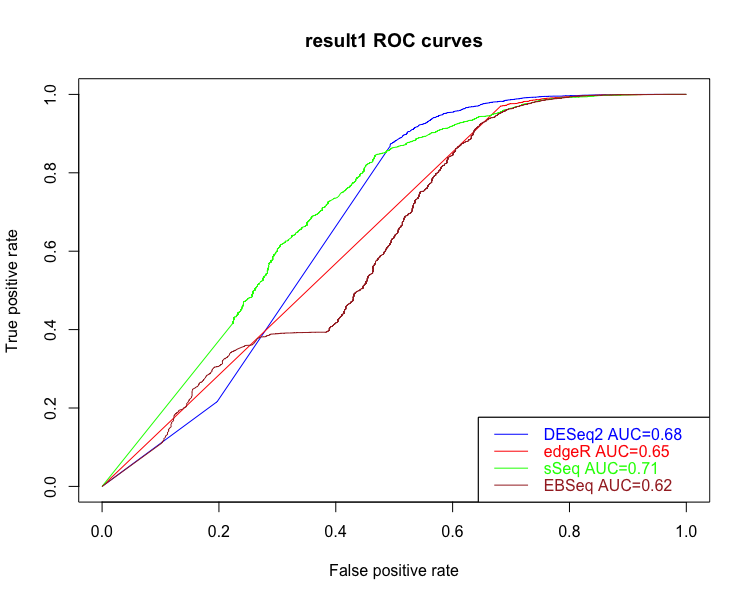 result1 ROC curves
True positive rate
1.0
0.8
0.6
0.4
0.2
0.0
DESeq2 AUC=0.68
edgeR AUC=0.65
sSeq AUC=0.71
EBSeq AUC=0.62
0.0 0.2 0.4 0.6 0.8 1.0
False positive rate